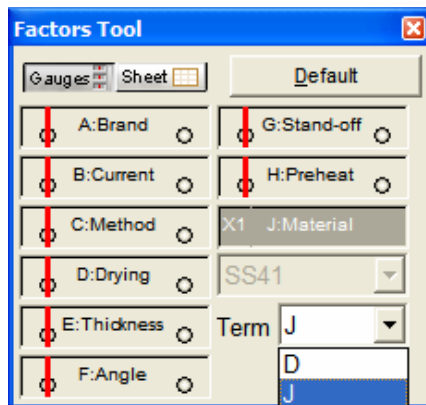 Factors Tool
Gauges Sheet Default
A:Brand G:Stand-off
B:Current H:Preheat
C:Method X1 J:Material
D:Drying SS41
E:Thickness Term J
D
F:Angle J